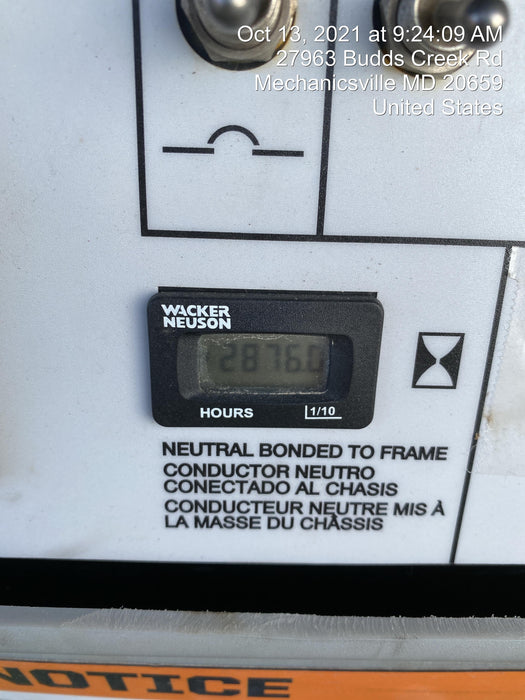 Oct 13, 2021 at 9:24:09 AM
27963 Budds Creek Rd
Mechanicsville MD 20659
United States
WACKER
NEUSON
2876.0
HOURS 1/10
NEUTRAL BONDED TO FRAME
CONDUCTOR NEUTRO
CONECTADO AL CHASIS
CONDUCTEUR NEUTRE MIS À
LA MASSE DU CHÂSSIS
NOTICE